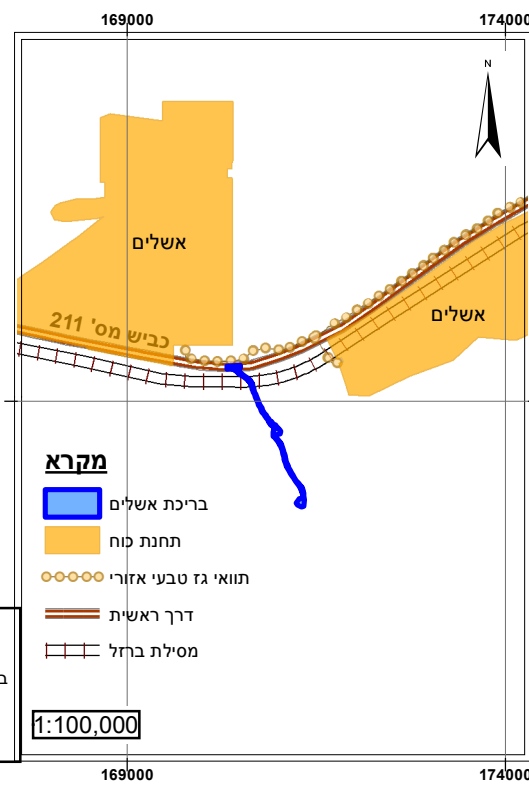 169000 174000
N
אשלים
אשלים
כביש מס' 211
מקרא
בריכת אשלים
תחנת כוח
תוואי גז טבעי אזורי
דרך ראשית
מסילת ברזל
1:100,000
169000 174000